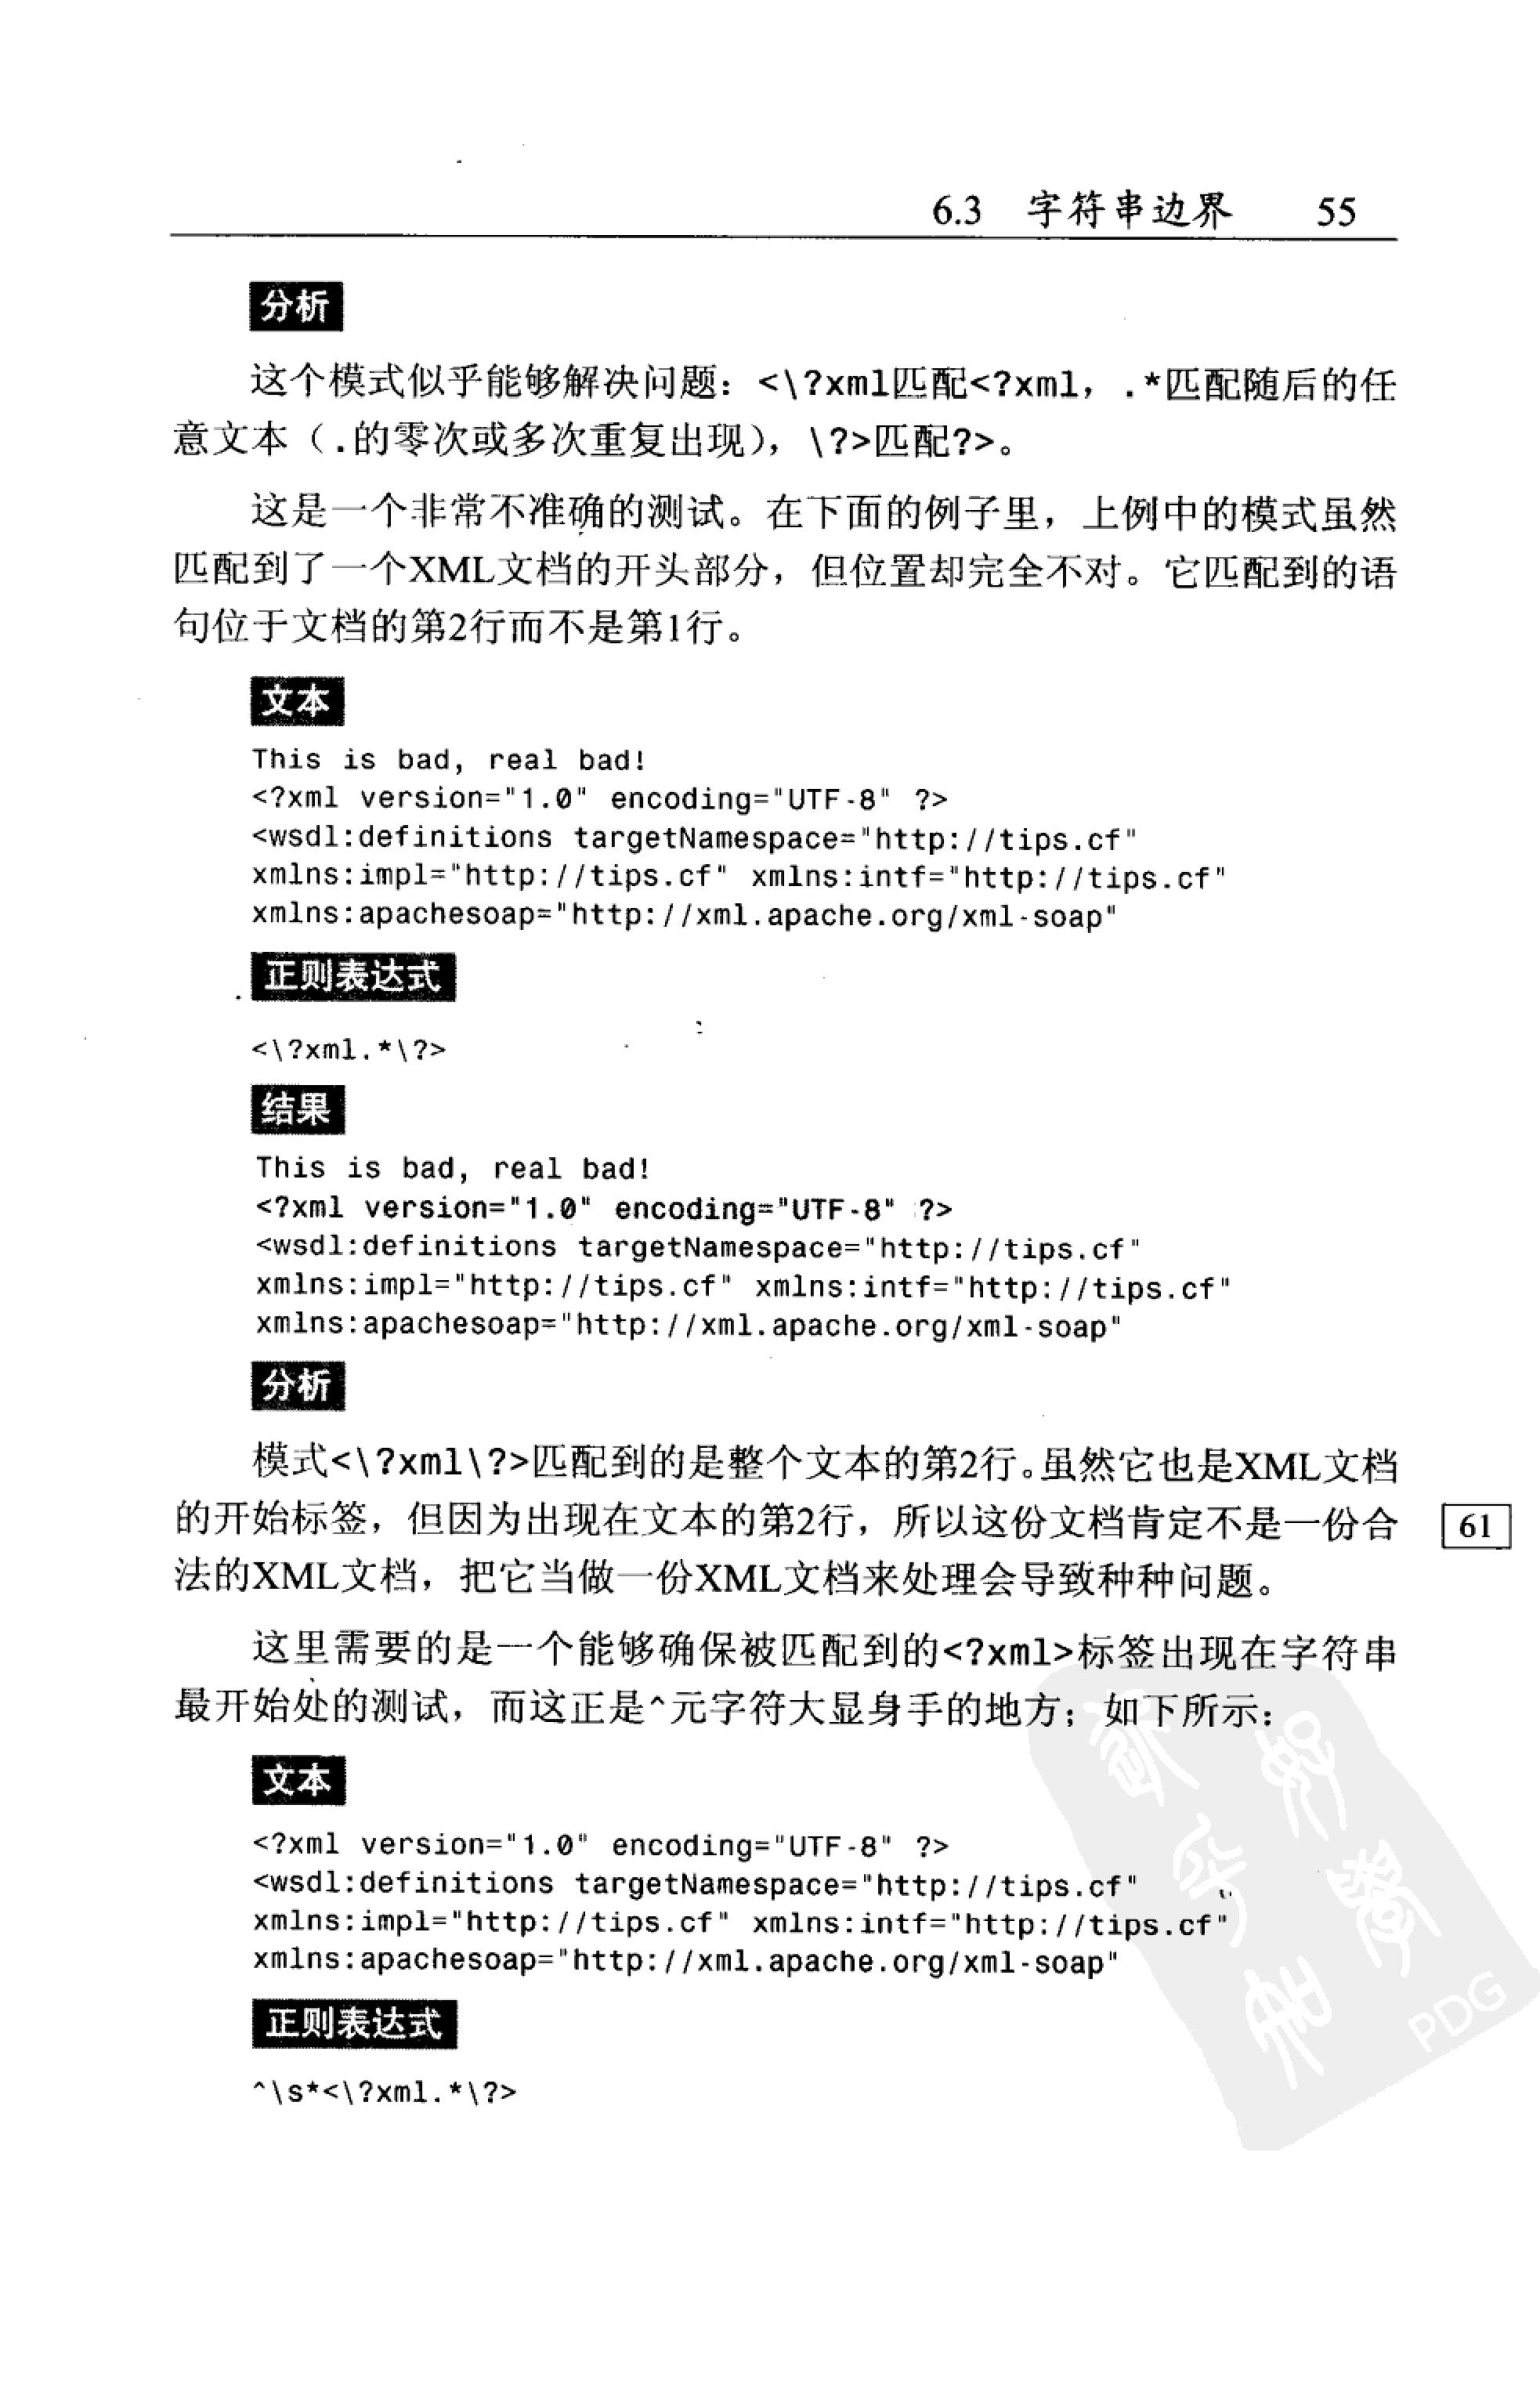 6.3 字符串边界 55
分析
这个模式似乎能够解决问题：<\?xml匹配<?xml，.*匹配随后的任
意文本（.的零次或多次重复出现），\?>匹配?>。
这是一个非常不准确的测试。在下面的例子里，上例中的模式虽然
匹配到了一个XML文档的开头部分，但位置却完全不对。它匹配到的语
句位于文档的第2行而不是第1行。
文本
This is bad, real bad!
<?xml version="1.0" encoding="UTF-8" ?>
<wsdl:definitions targetNamespace="http://tips.cf"
xmlns:impl="http://tips.cf" xmlns:intf="http://tips.cf"
xmlns:apachesoap="http://xml.apache.org/xml-soap"
正则表达式
<\?xml.*\?>
结果
This is bad, real bad!
<?xml version="1.0" encoding="UTF-8" ?>
<wsdl:definitions targetNamespace="http://tips.cf"
xmlns:impl="http://tips.cf" xmlns:intf="http://tips.cf"
xmlns:apachesoap="http://xml.apache.org/xml-soap"
分析
模式<\?xml\?>匹配到的是整个文本的第2行。虽然它也是XML文档
的开始标签，但因为出现在文本的第2行，所以这份文档肯定不是一份合
61
法的XML文档，把它当做一份XML文档来处理会导致种种问题。
这里需要的是一个能够确保被匹配到的<?xml>标签出现在字符串
最开始处的测试，而这正是^元字符大显身手的地方；如下所示：
文本
<?xml version="1.0" encoding="UTF-8" ?>
<wsdl:definitions targetNamespace="http://tips.cf"
xmlns:impl="http://tips.cf" xmlns:intf="http://tips.cf"
xmlns:apachesoap="http://xml.apache.org/xml-soap"
正则表达式
^\s*<\?xml.*\?>
PDG